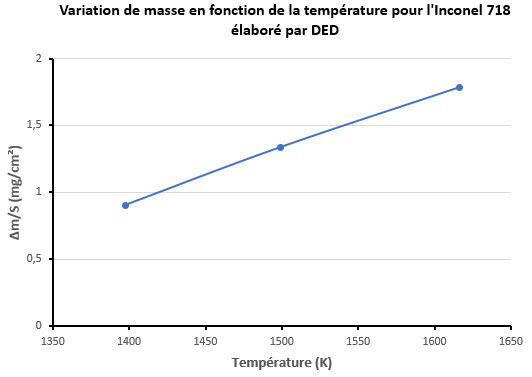 Variation de masse en fonction de la température pour l'Inconel 718
élaboré par DED
2
1,5
1
0,5
0
Δm/S (mg/cm²)
1350 1400 1450 1500 1550 1600 1650
Température (K)